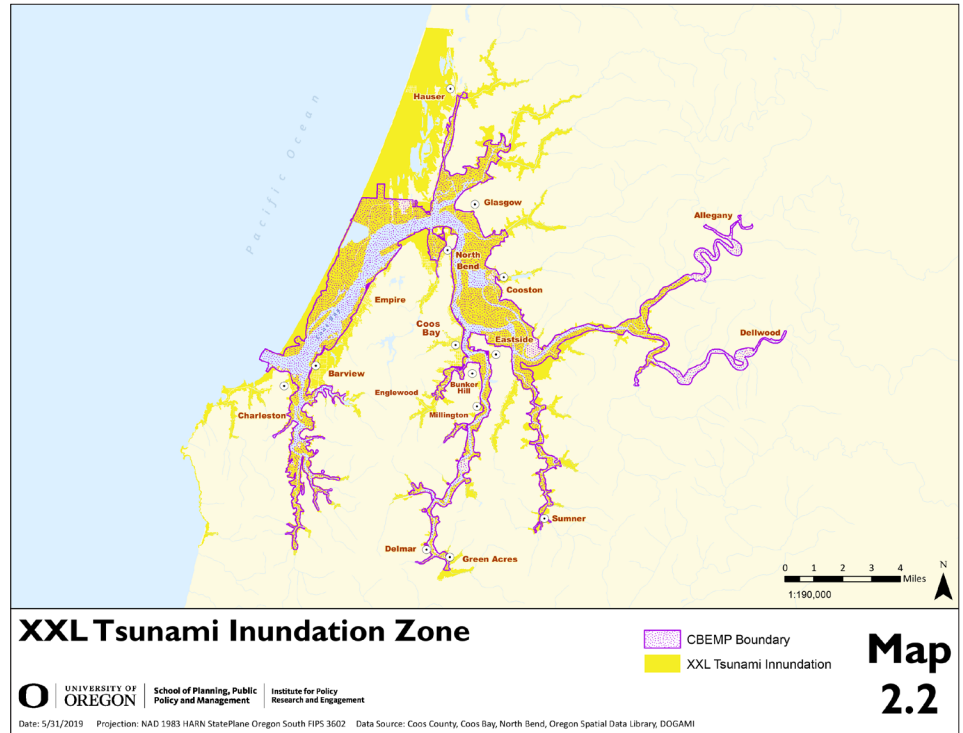 Pacific Ocean
Hauser
Glasgow
Allegany
North
Bend
Cooston
Empire
Coos
Bay
Eastside
Dellwood
Barview
Bunker
Hill
Englewood
Charleston
Millington
Sumner
Delmar
Green Acres
0 1 2 3 4
Miles
1:190,000
N
XXL Tsunami Inundation Zone
CBEMP Boundary
XXL Tsunami Innundation
Map
2.2
O
UNIVERSITY OF
OREGON
School of Planning, Public
Policy and Management
Institute for Policy
Research and Engagement
Date: 5/31/2019 Projection: NAD 1983 HARN StatePlane Oregon South FIPS 3602 Data Source: Coos County, Coos Bay, North Bend, Oregon Spatial Data Library, DOGAMI